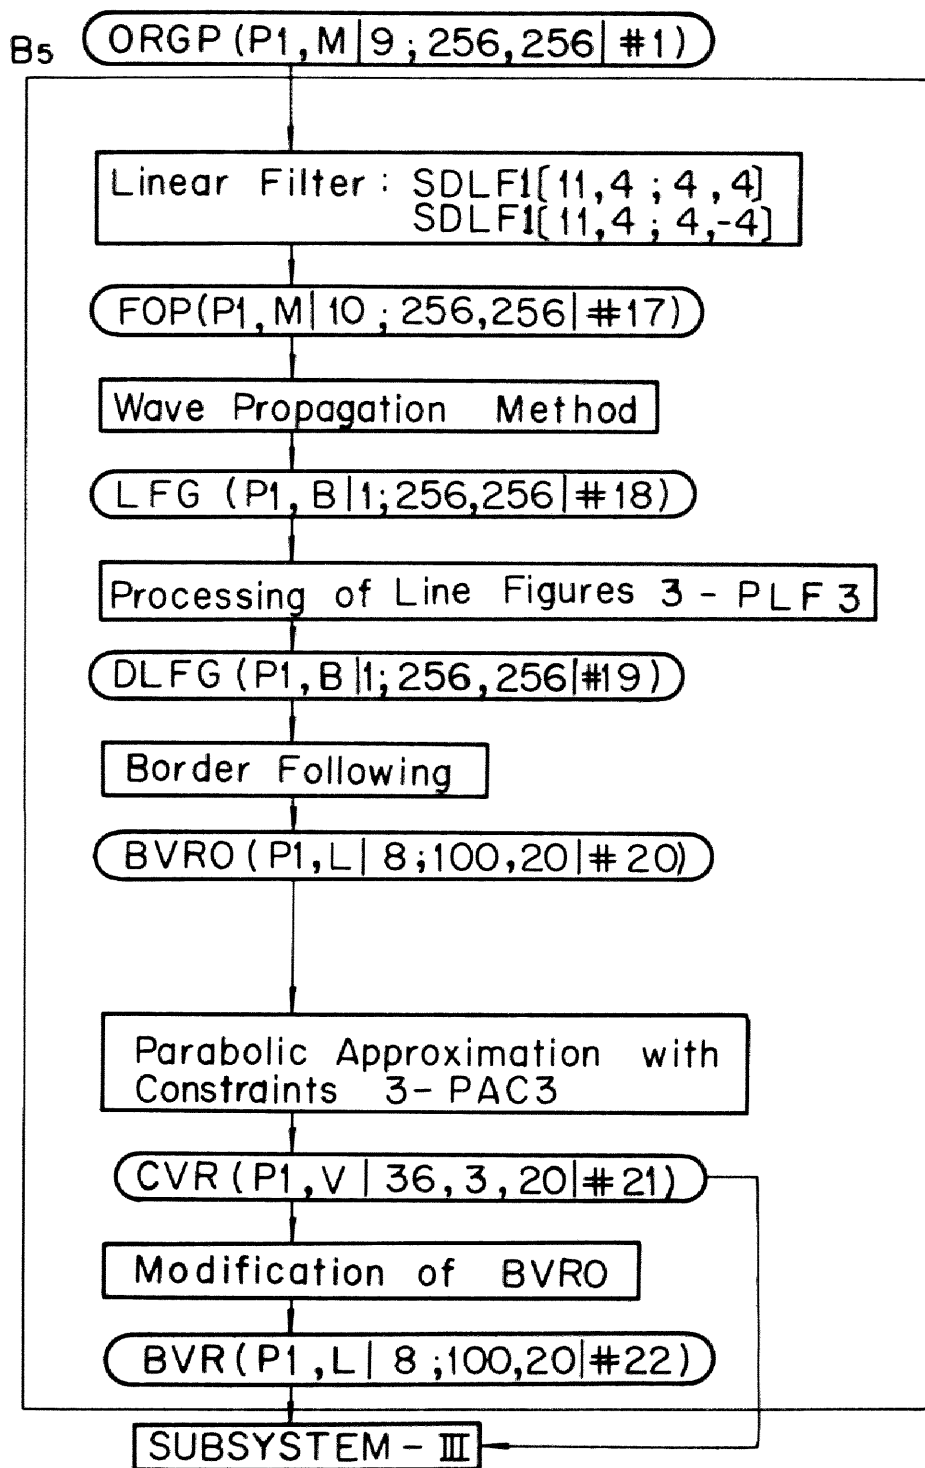 B5 ORGP (P1,M|9;256,256|#1)
Linear Filter: SDLF1[11,4;4,4]
SDLF1[11,4;4,-4]
FOP(P1,M|10;256,256|#17)
Wave Propagation Method
LFG (P1,B|1;256,256|#18)
Processing of Line Figures 3 - PLF3
DLFG (P1,B|1;256,256|#19)
Border Following
BVRO (P1,L|8;100,20|#20)
Parabolic Approximation with
Constraints 3-PAC3
CVR (P1,V|36,3,20|#21)
Modification of BVRO
BVR(P1,L|8;100,20|#22)
SUBSYSTEM - III